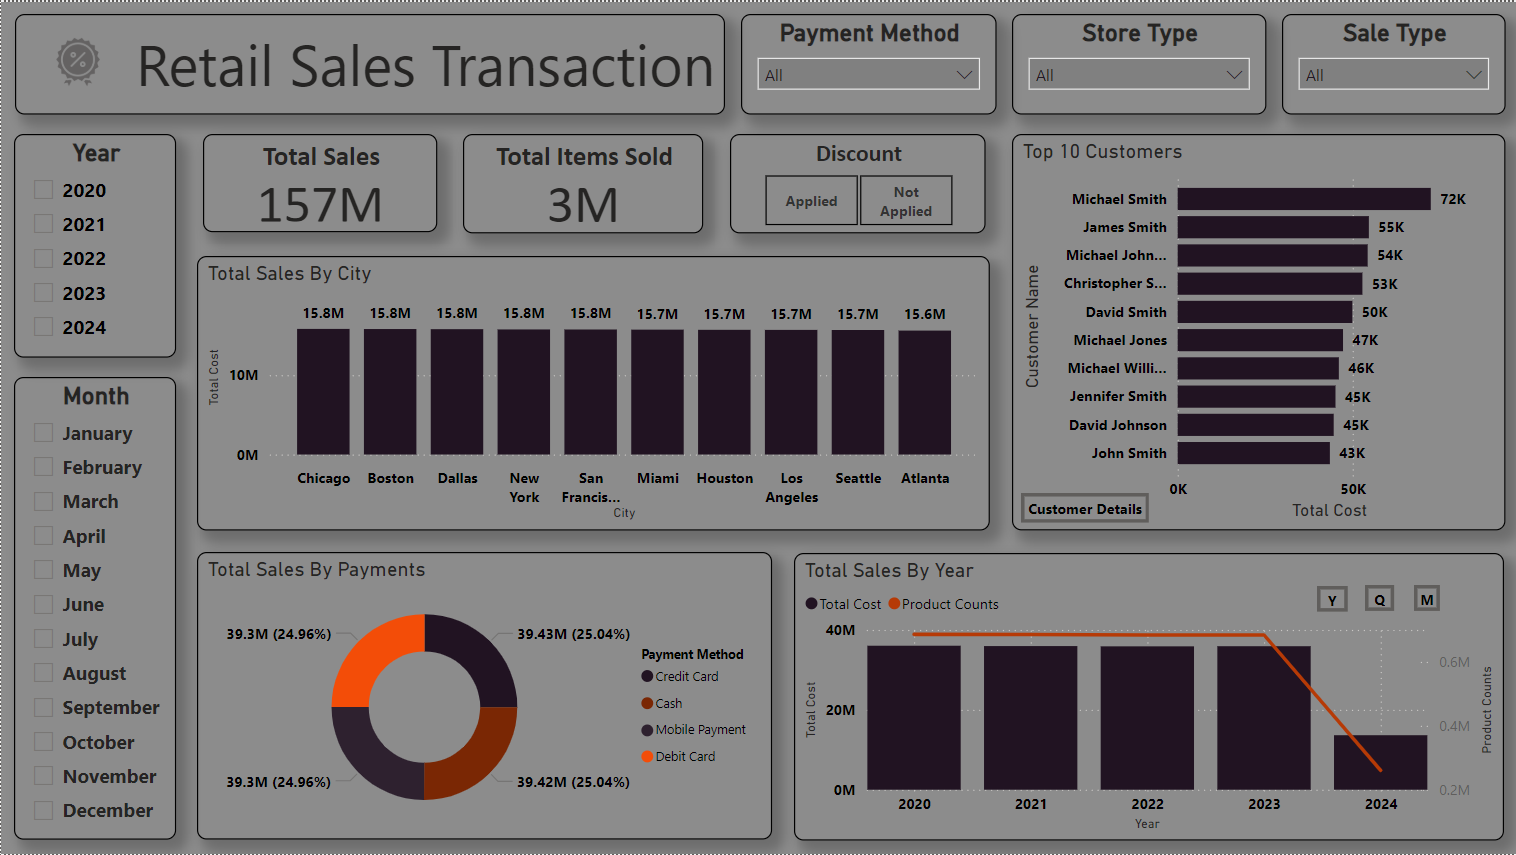 Retail Sales Transaction
Payment Method
All
Store Type
All
Sale Type
All
Year
2020
2021
2022
2023
2024
Total Sales
157M
Total Items Sold
3M
Discount
Applied
Not
Applied
Top 10 Customers
Customer Name
Michael Smith 72K
James Smith 55K
Michael John... 54K
Christopher S... 53K
David Smith 50K
Michael Jones 47K
Michael Willi... 46K
Jennifer Smith 45K
David Johnson 45K
John Smith 43K
0K 50K
Total Cost
Customer Details
Total Sales By City
15.8M 15.8M 15.8M 15.8M 15.8M 15.7M 15.7M 15.7M 15.7M 15.6M
Total Cost
10M
0M
Chicago Boston Dallas New San Miami Houston Los Seattle Atlanta
York Francis... Angeles
City
Month
January
February
March
April
May
June
July
August
September
October
November
December
Total Sales By Payments
39.3M (24.96%) 39.43M (25.04%)
39.3M (24.96%) 39.42M (25.04%)
Payment Method
Credit Card
Cash
Mobile Payment
Debit Card
Total Sales By Year
Total Cost Product Counts
Y Q M
40M
20M
0M
Total Cost
0.6M
0.4M
0.2M
Product Counts
2020 2021 2022 2023 2024
Year